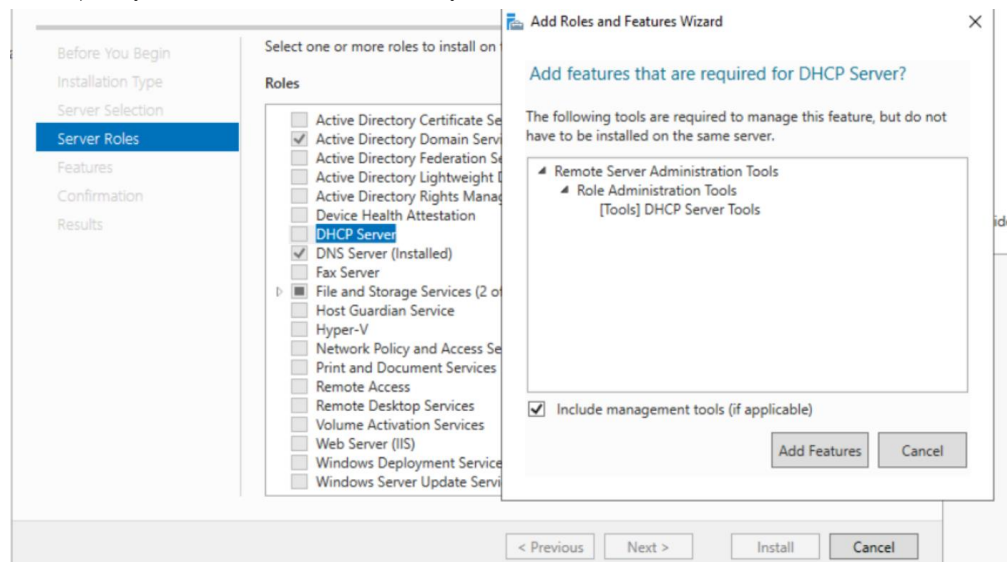 Add Roles and Features Wizard
Before You Begin
Installation Type
Server Selection
Server Roles
Features
Confirmation
Results
Select one or more roles to install on
Roles
Active Directory Certificate Se
Active Directory Domain Servi
Active Directory Federation Se
Active Directory Lightweight
Active Directory Rights Manag
Device Health Attestation
DHCP Server
DNS Server (Installed)
Fax Server
File and Storage Services (2 of
Host Guardian Service
Hyper-V
Network Policy and Access Se
Print and Document Services
Remote Access
Remote Desktop Services
Volume Activation Services
Web Server (IIS)
Windows Deployment Service
Windows Server Update Servi
Add features that are required for DHCP Server?
The following tools are required to manage this feature, but do not
have to be installed on the same server.
Remote Server Administration Tools
Role Administration Tools
[Tools] DHCP Server Tools
Include management tools (if applicable)
Add Features
Cancel
< Previous
Next >
Install
Cancel